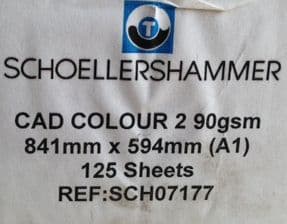 T
SCHOELLERSHAMMER
CAD COLOUR 2 90gsm
841mm x 594mm (A1)
125 Sheets
REF:SCH07177